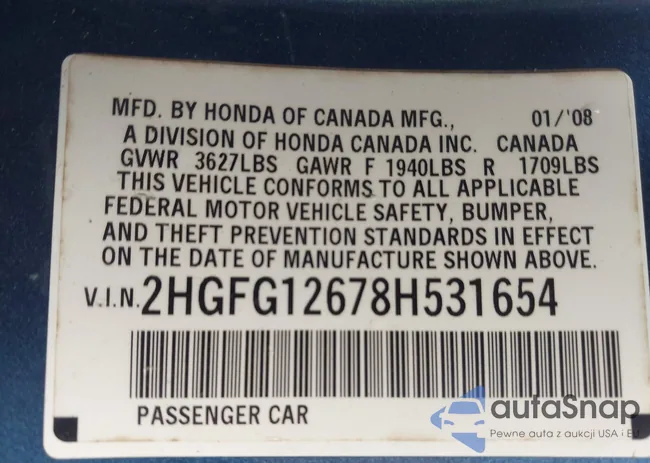 MFD. BY HONDA OF CANADA MFG., 01/'08
A DIVISION OF HONDA CANADA INC. CANADA
GVWR 3627LBS GAWR F 1940LBS R 1709LBS
THIS VEHICLE CONFORMS TO ALL APPLICABLE
FEDERAL MOTOR VEHICLE SAFETY, BUMPER,
AND THEFT PREVENTION STANDARDS IN EFFECT
ON THE DATE OF MANUFACTURE SHOWN ABOVE.
V.I.N. 2HGFG12678H531654
PASSENGER CAR
autaSnap
Pewne auta z aukcji USA i EU